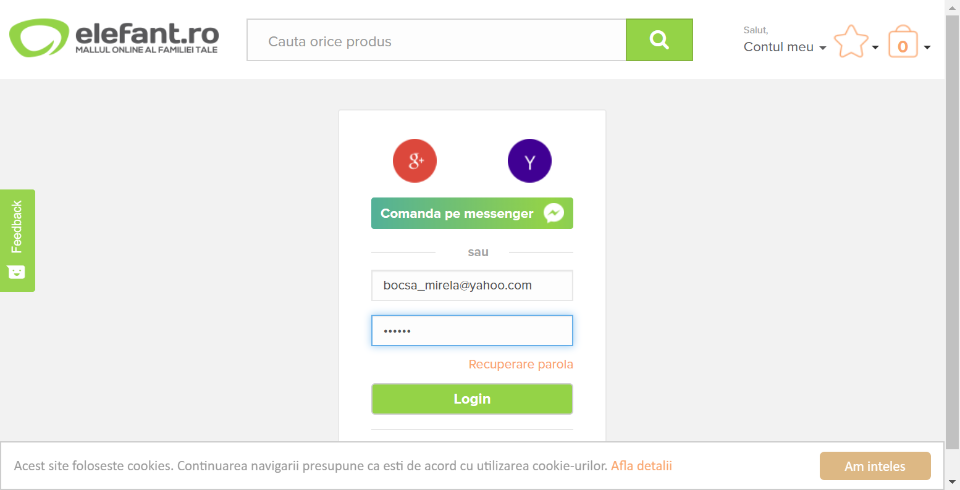 elefant.ro
MALLUL ONLINE AL FAMILIEI TALE
Cauta orice produs
Salut,
Contul meu
0
g+
Y
Comanda pe messenger
Feedback
sau
bocsa_mirela@yahoo.com
••••••
Recuperare parola
Login
Acest site foloseste cookies. Continuarea navigarii presupune ca esti de acord cu utilizarea cookie-urilor. Afla detalii
Am inteles